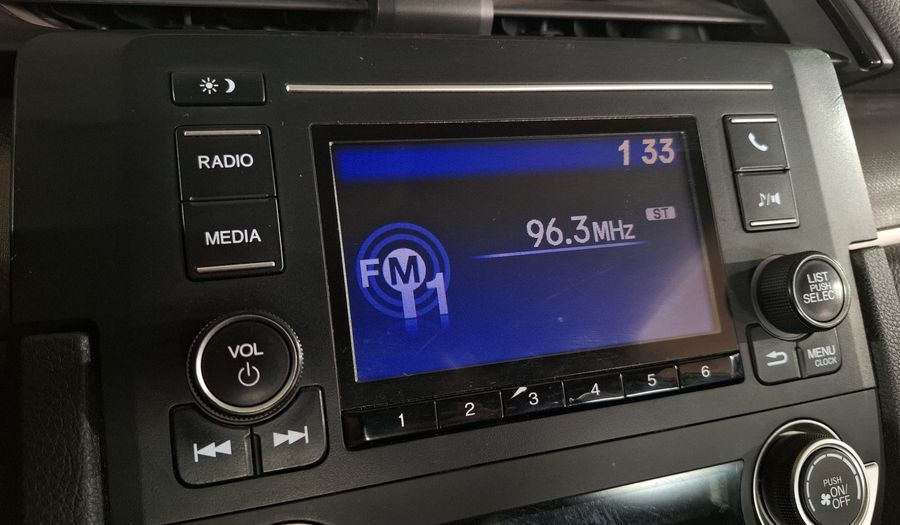 RADIO
MEDIA
VOL
1 33
96.3MHz
ST
FM
1
1
2
3
4
5
6
LIST
PUSH
SELEC
MENU
CLOCK
PUSH
ON/
OFF